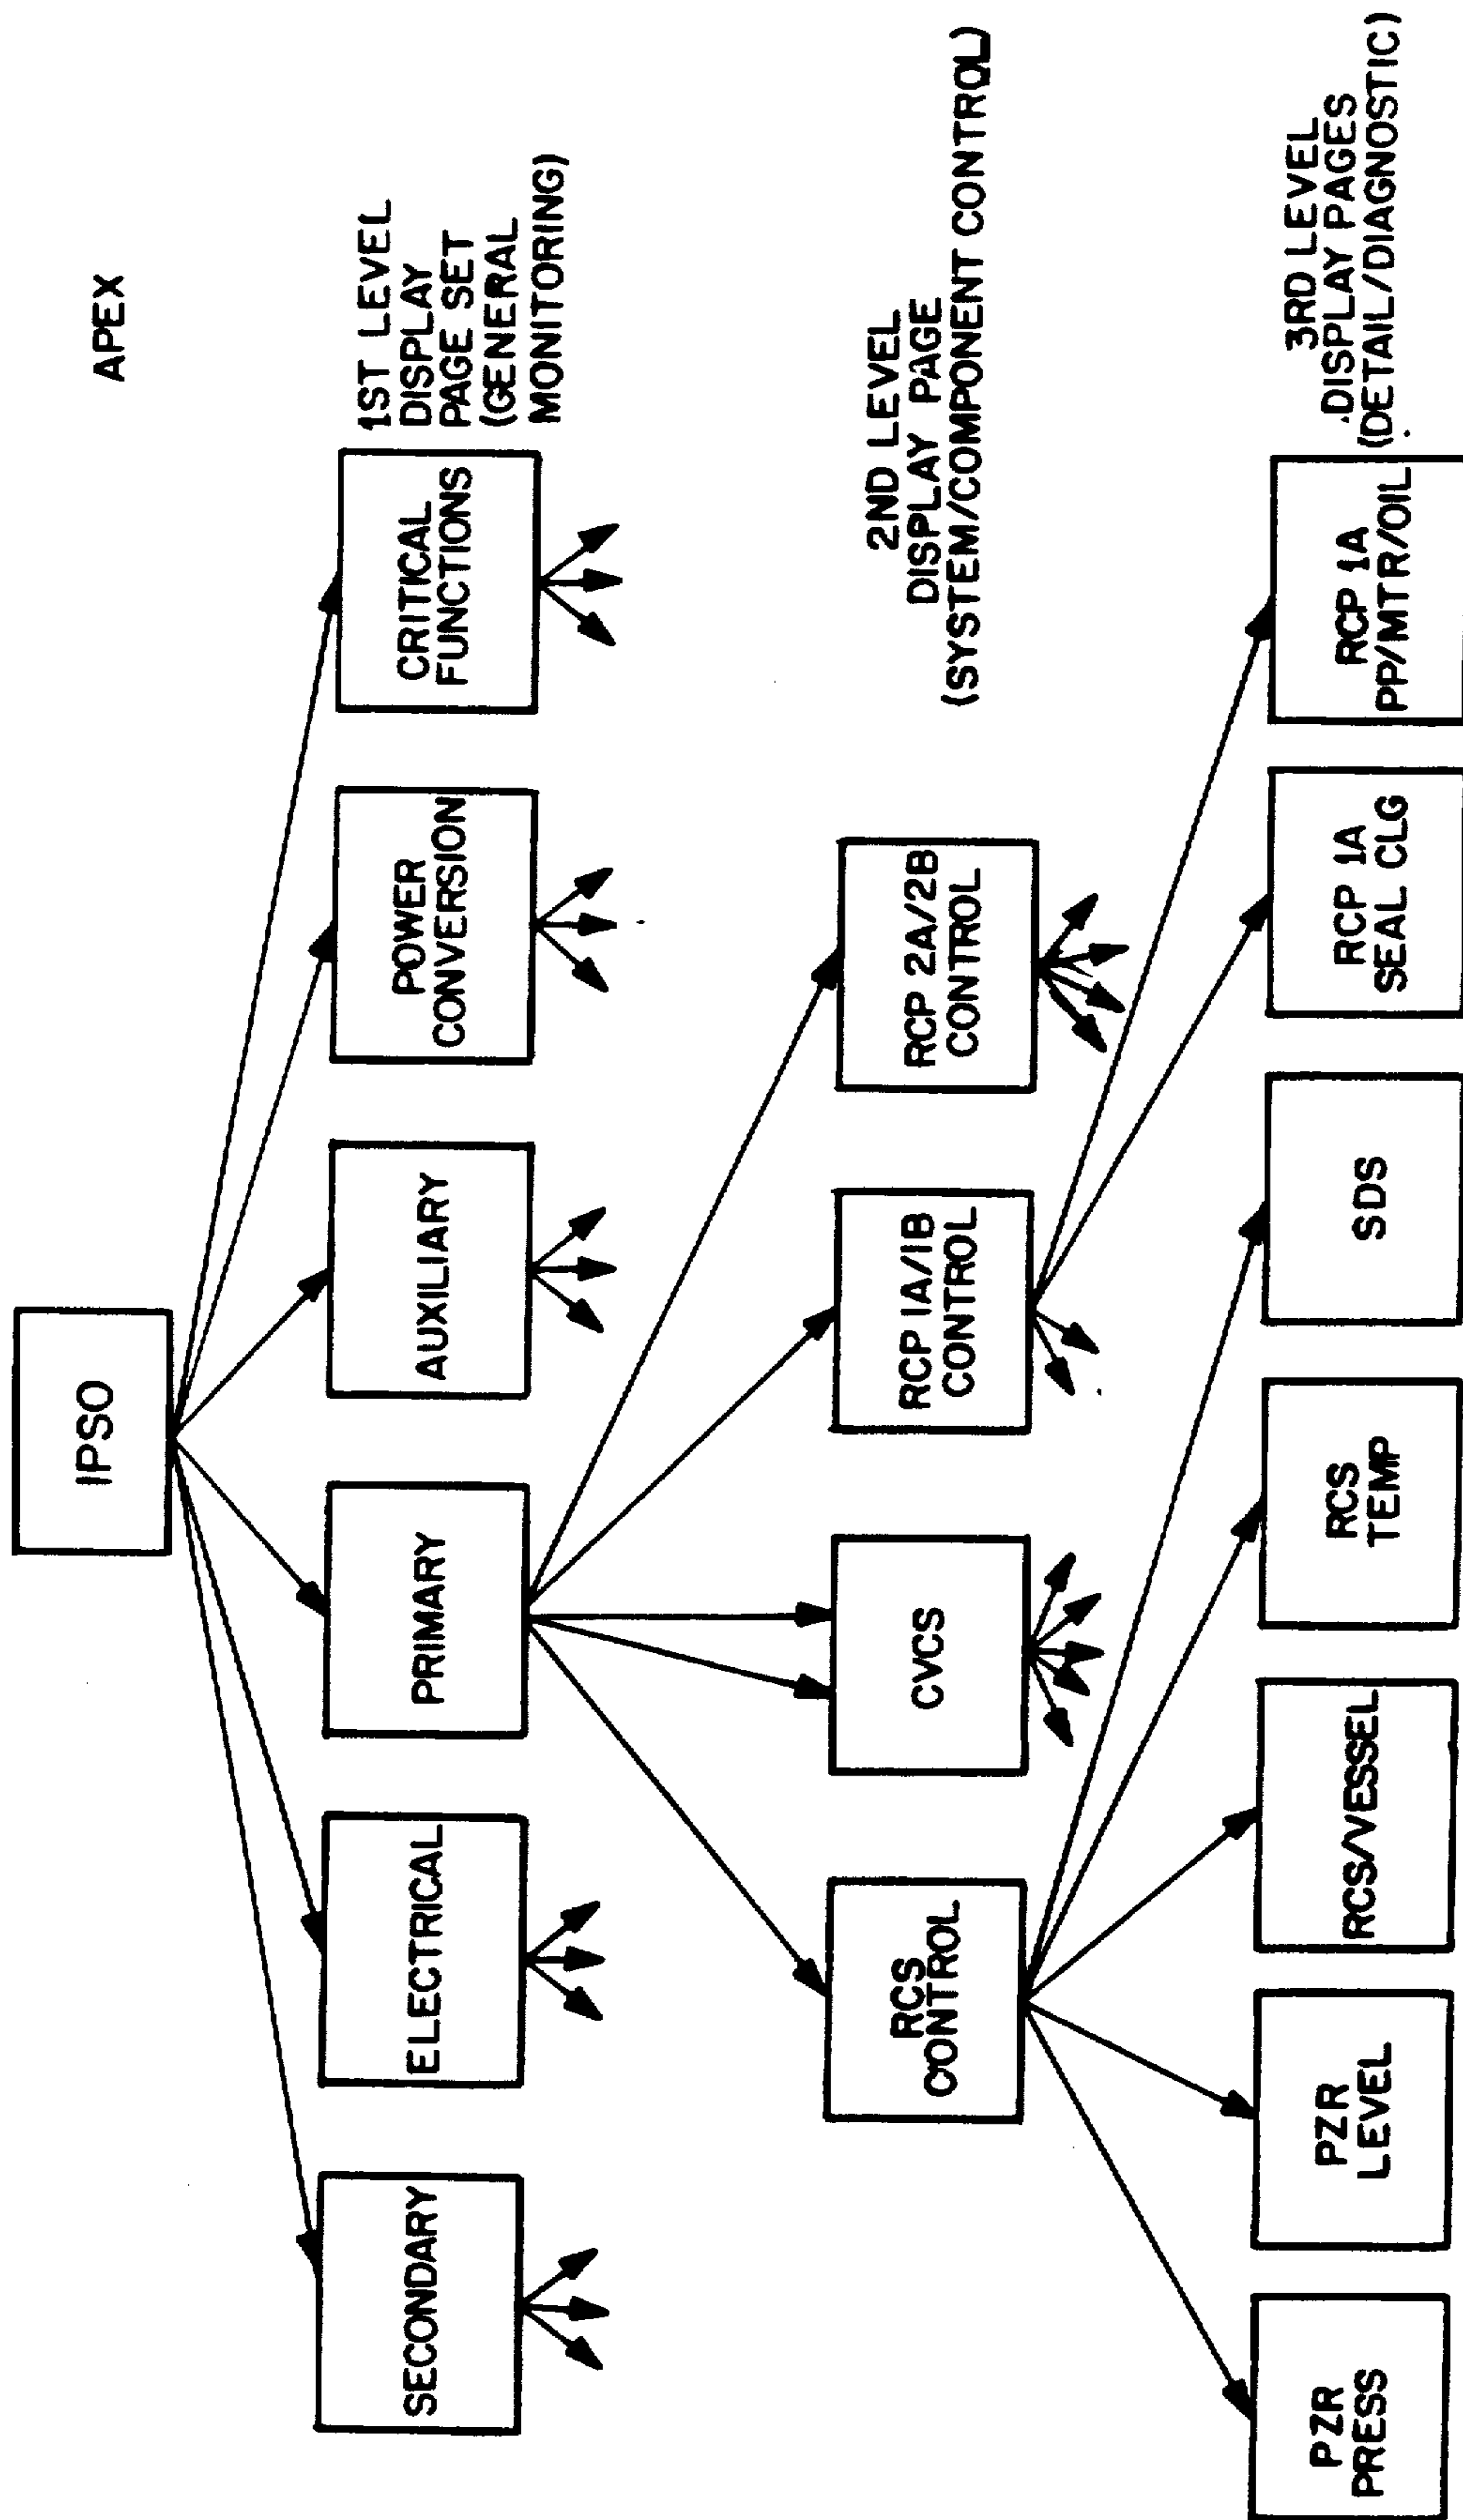 IPSO
APEX
SECONDARY
ELECTRICAL
PRIMARY
AUXILIARY
POWER
CONVERSION
CRITICAL
FUNCTIONS
1ST LEVEL
DISPLAY
PAGE SET
(GENERAL
MONITORING)
RCS
CONTROL
CVCS
RCP 1A/1B
CONTROL
RCP 2A/2B
CONTROL
2ND LEVEL
DISPLAY PAGE
(SYSTEM/COMPONENT CONTROL)
PZR
PRESS
PZR
LEVEL
RCS/VESSEL
RCS
TEMP
SDS
RCP 1A
SEAL CLG
RCP 1A
PP/MTR/OIL
3RD LEVEL
DISPLAY PAGES
(DETAIL/DIAGNOSTIC)